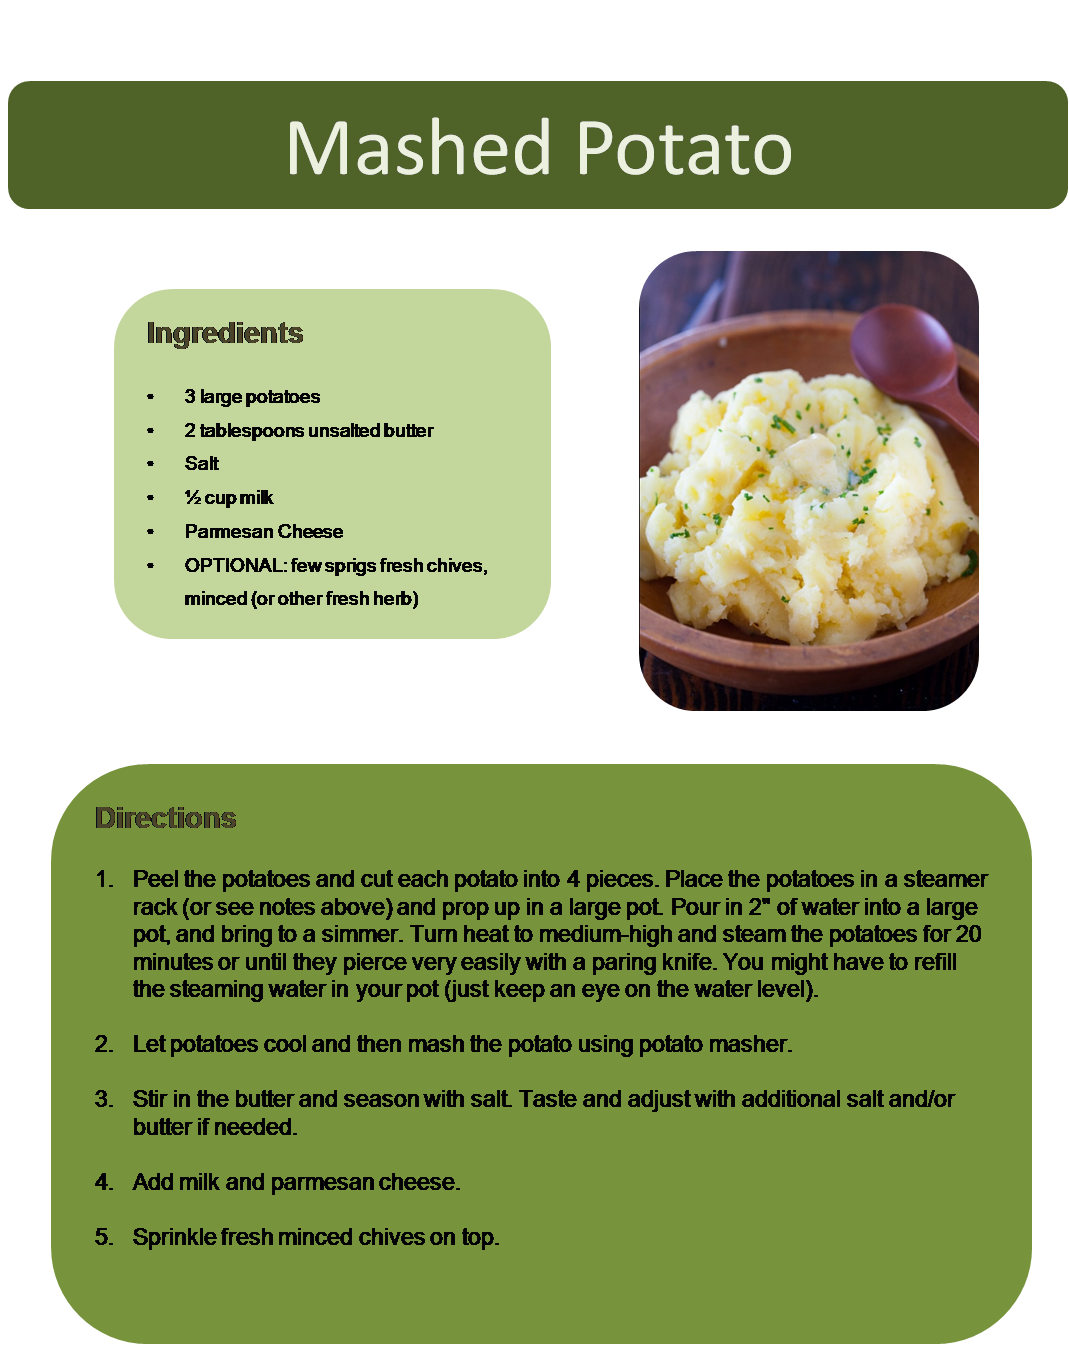 Mashed Potato
Ingredients
• 3 large potatoes
• 2 tablespoons unsalted butter
• Salt
• ½ cup milk
• Parmesan Cheese
• OPTIONAL: few sprigs fresh chives,
minced (or other fresh herb)
Directions
1. Peel the potatoes and cut each potato into 4 pieces. Place the potatoes in a steamer
rack (or see notes above) and prop up in a large pot. Pour in 2" of water into a large
pot, and bring to a simmer. Turn heat to medium-high and steam the potatoes for 20
minutes or until they pierce very easily with a paring knife. You might have to refill
the steaming water in your pot (just keep an eye on the water level).
2. Let potatoes cool and then mash the potato using potato masher.
3. Stir in the butter and season with salt. Taste and adjust with additional salt and/or
butter if needed.
4. Add milk and parmesan cheese.
5. Sprinkle fresh minced chives on top.